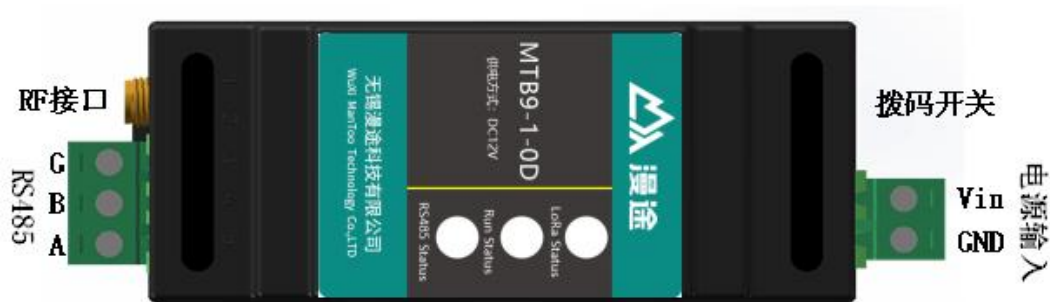 RF接口
G
B
A
RS485
无锡漫途科技有限公司
WuXi ManToo Technology Co.,LTD
MTB9-1-0D
供电方式：DC12V
RS485 Status
Run Status
LoRa Status
漫途
拨码开关
Vin
GND
电源输入